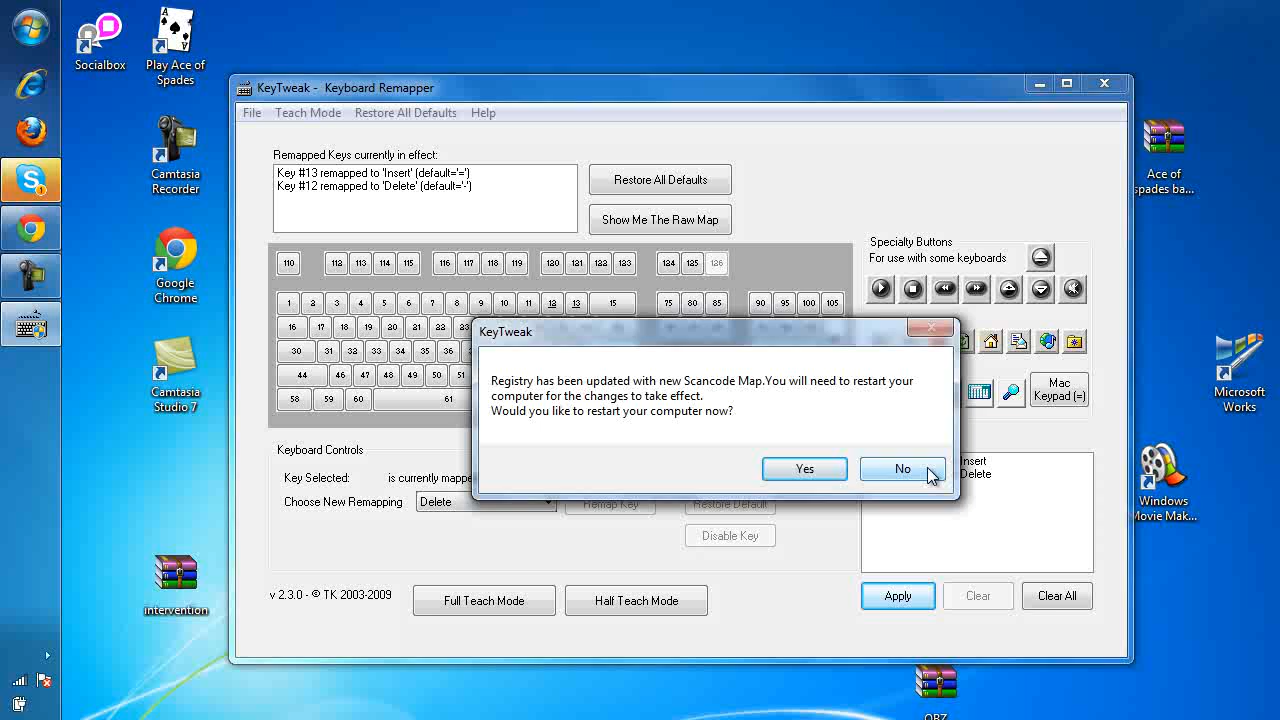 Socialbox
Play Ace of
Spades
Camtasia
Recorder
Google
Chrome
Camtasia
Studio 7
intervention
KeyTweak -  Keyboard Remapper
File
Teach Mode
Restore All Defaults
Help
Remapped Keys currently in effect:
Key #13 remapped to 'Insert' (default='=')
Key #12 remapped to 'Delete' (default='-')
Restore All Defaults
Show Me The Raw Map
Specialty Buttons
For use with some keyboards
110 112 113 114 115 116 117 118 119 120 121 122 123 124 125 126
1 2 3 4 5 6 7 8 9 10 11 12 13 15 75 80 85 90 95 100 105
16 17 18 19 20 21 22 23
30 31 32 33 34 35 36
44 46 47 48 49 50 51
58 59 60 61
Mac
Keypad (=)
KeyTweak
Registry has been updated with new Scancode Map.You will need to restart your
computer for the changes to take effect.
Would you like to restart your computer now?
Yes
No
Keyboard Controls
Key Selected:
is currently mappe
Choose New Remapping
Delete
Remap Key
Restore Default
Disable Key
Insert
Delete
v 2.3.0 - © TK 2003-2009
Full Teach Mode
Half Teach Mode
Apply
Clear
Clear All
Ace of
spades ba...
Microsoft
Works
Windows
Movie Mak...